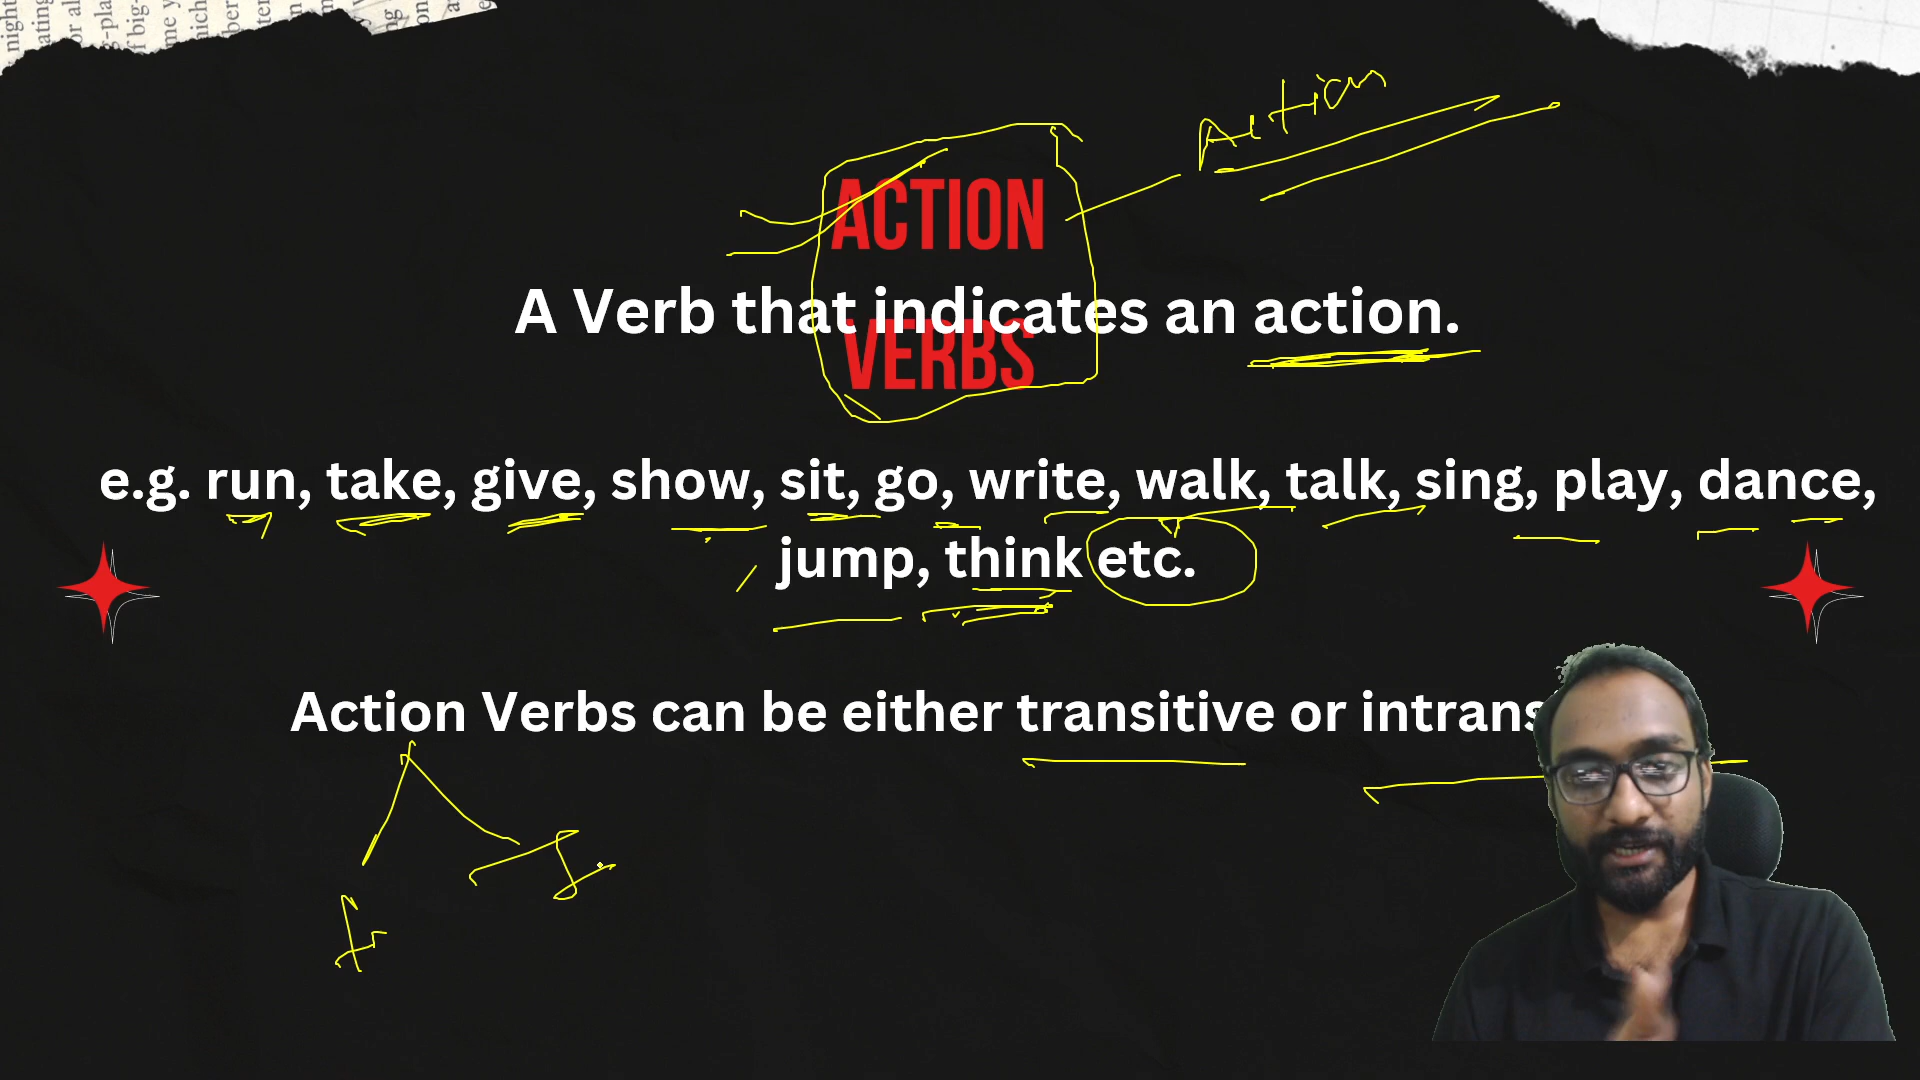 Action
ACTION
A Verb that indicates an action.
VERBS
e.g. run, take, give, show, sit, go, write, walk, talk, sing, play, dance,
jump, think etc.
Action Verbs can be either transitive or intrans